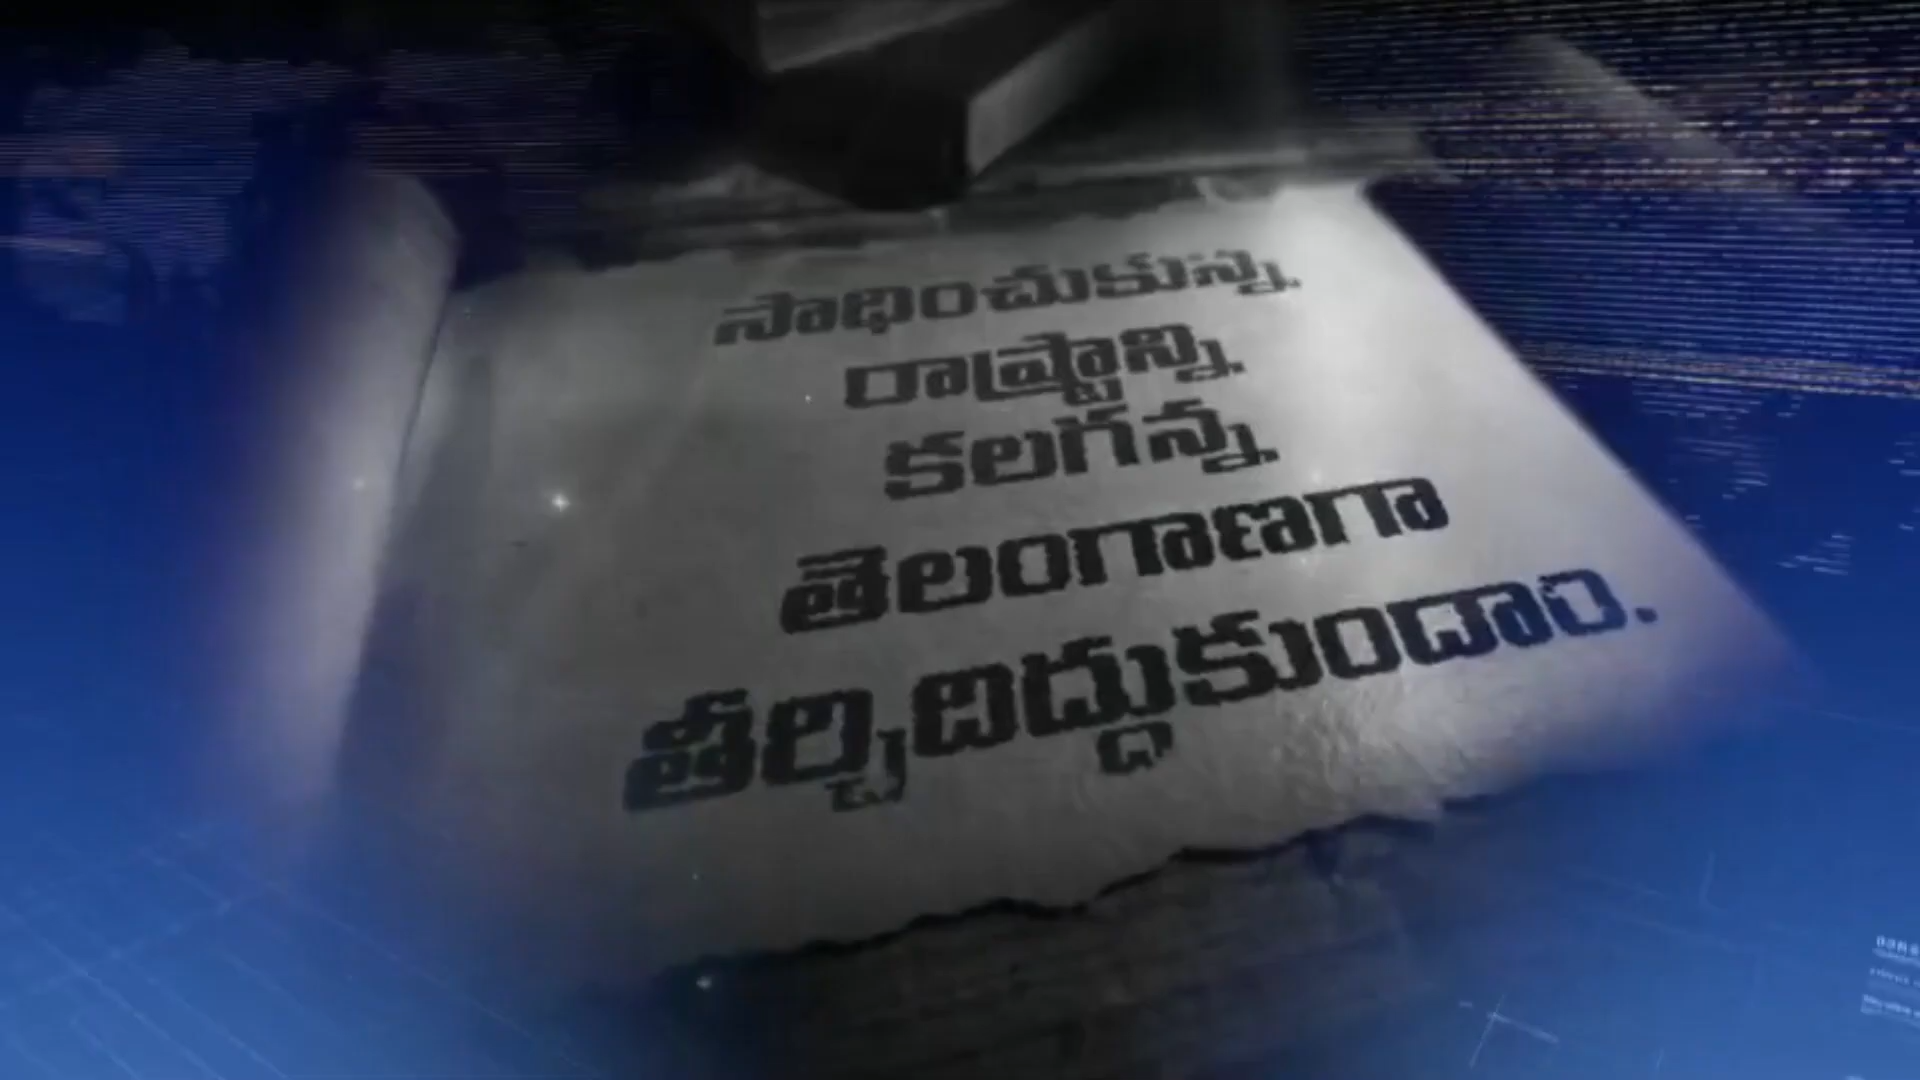 సాధించుకున్న
రాష్ట్రాన్ని
కలగన్న
తెలంగాణగా
తీర్చిదిద్దుకుందాం.